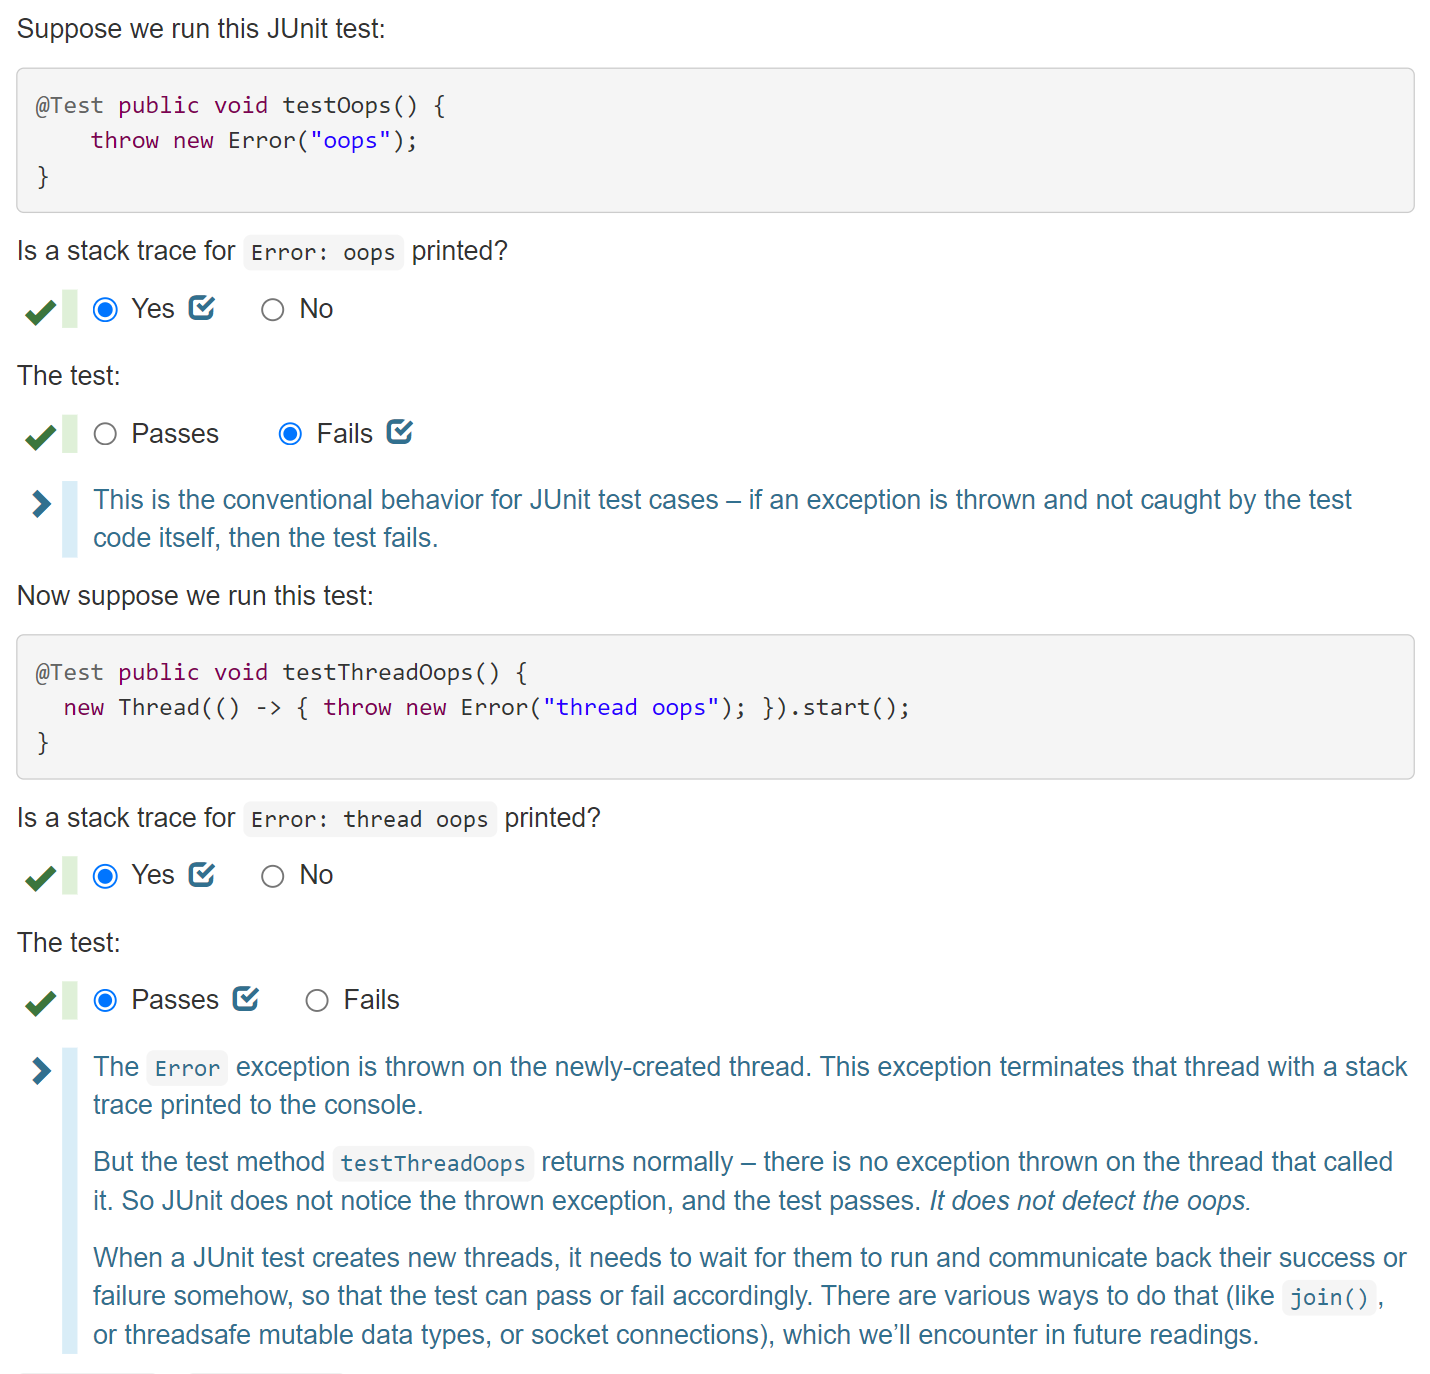 Suppose we run this JUnit test:
@Test public void testOops() {
    throw new Error("oops");
}
Is a stack trace for Error: oops printed?
Yes No
The test:
Passes Fails
This is the conventional behavior for JUnit test cases – if an exception is thrown and not caught by the test
code itself, then the test fails.
Now suppose we run this test:
@Test public void testThreadOops() {
  new Thread(() -> { throw new Error("thread oops"); }).start();
}
Is a stack trace for Error: thread oops printed?
Yes No
The test:
Passes Fails
The Error exception is thrown on the newly-created thread. This exception terminates that thread with a stack
trace printed to the console.
But the test method testThreadOops returns normally – there is no exception thrown on the thread that called
it. So JUnit does not notice the thrown exception, and the test passes. It does not detect the oops.
When a JUnit test creates new threads, it needs to wait for them to run and communicate back their success or
failure somehow, so that the test can pass or fail accordingly. There are various ways to do that (like join(),
or threadsafe mutable data types, or socket connections), which we’ll encounter in future readings.